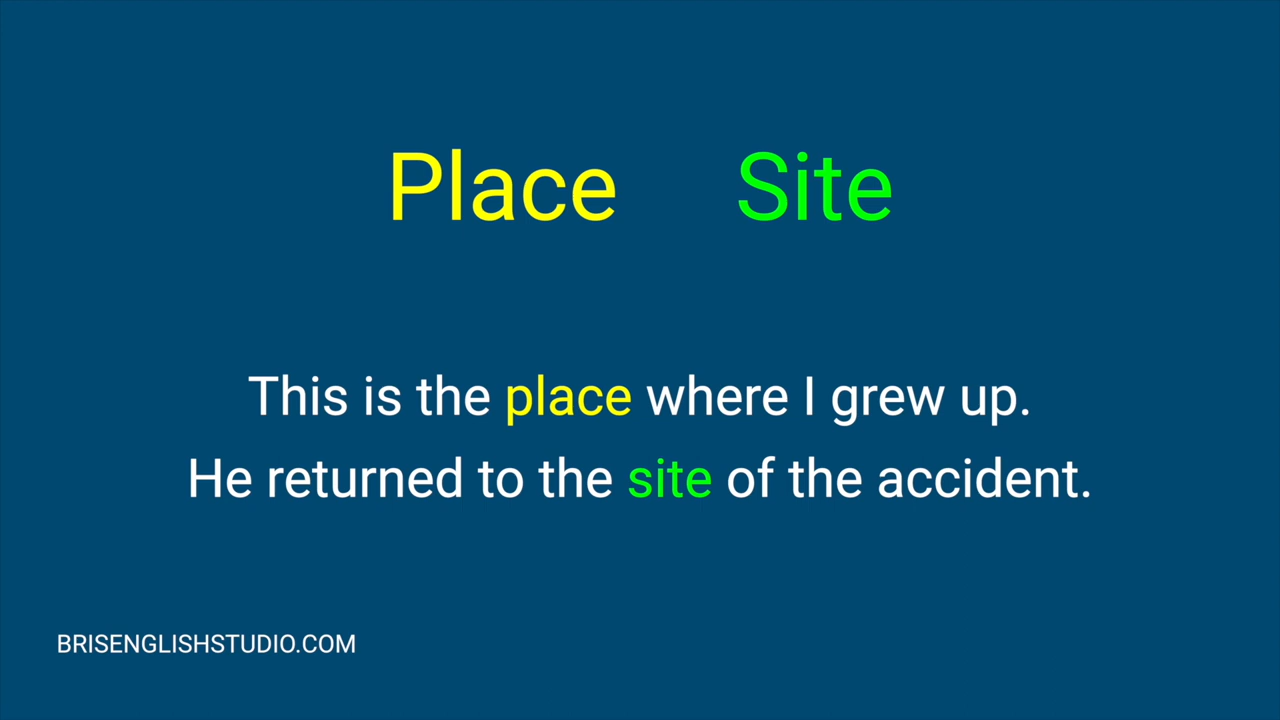 Place Site
This is the place where I grew up.
He returned to the site of the accident.
BRISENGLISHSTUDIO.COM